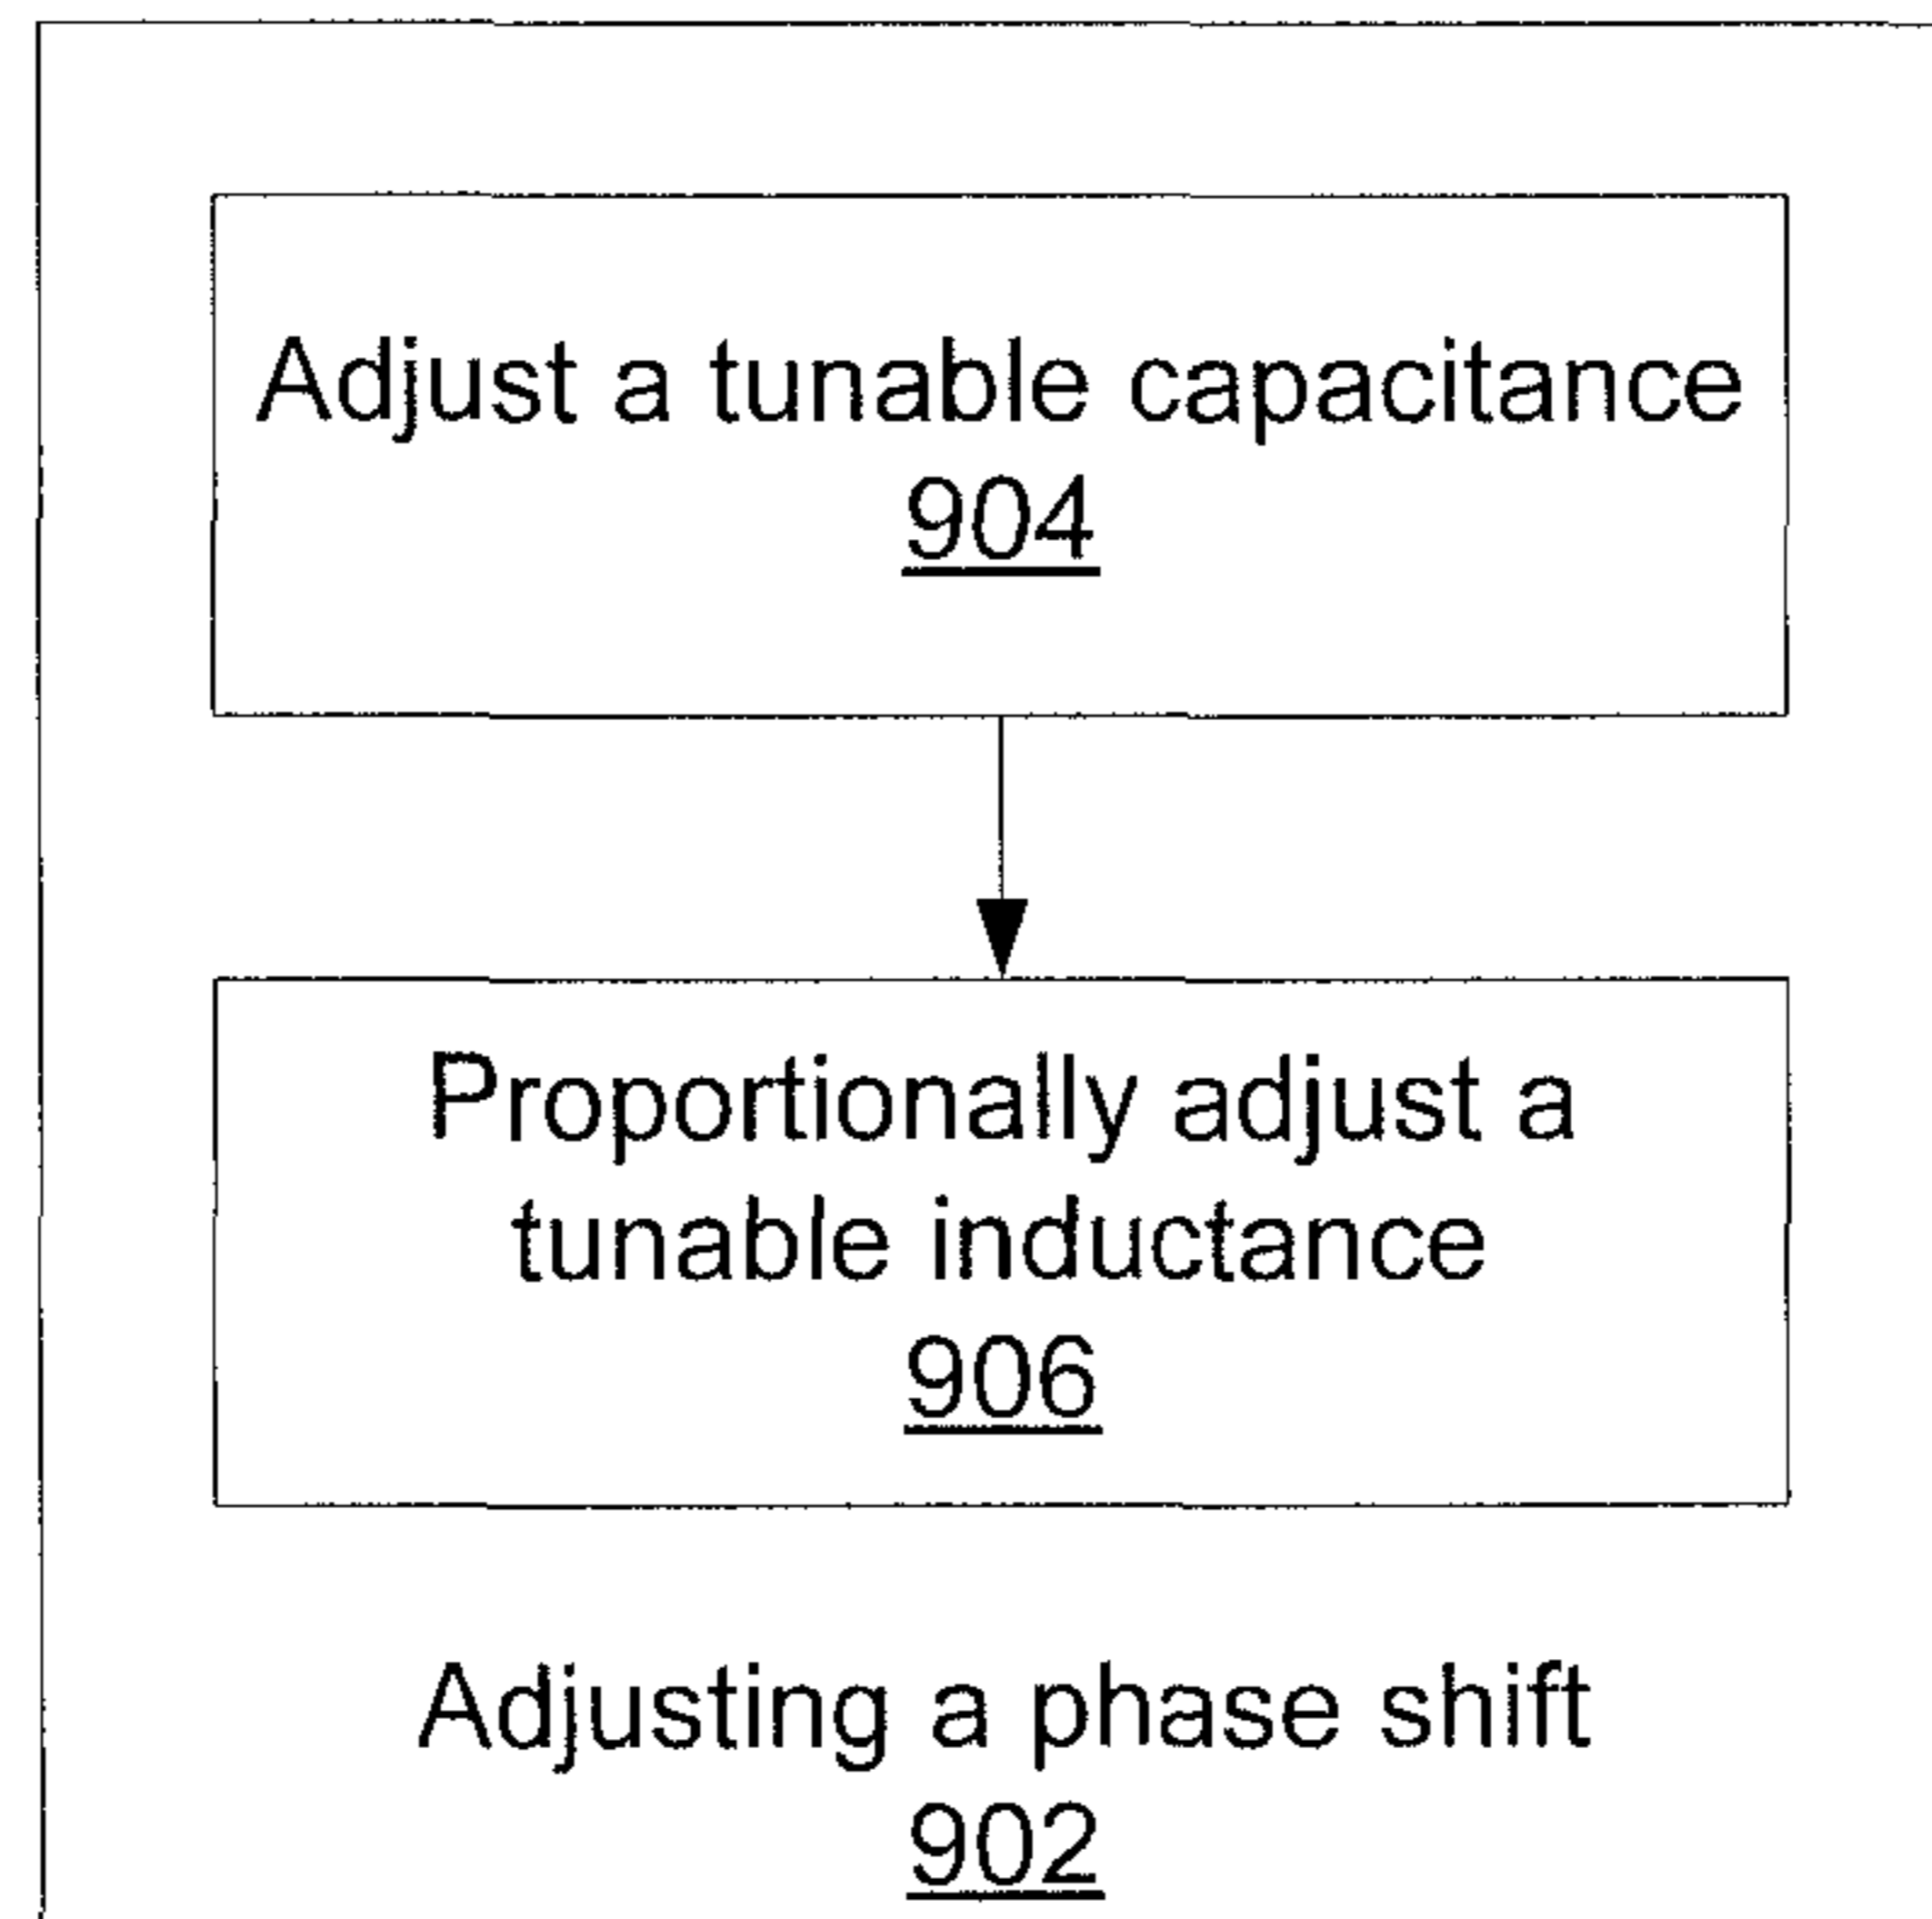 Adjust a tunable capacitance
904
Proportionally adjust a
tunable inductance
906
Adjusting a phase shift
902